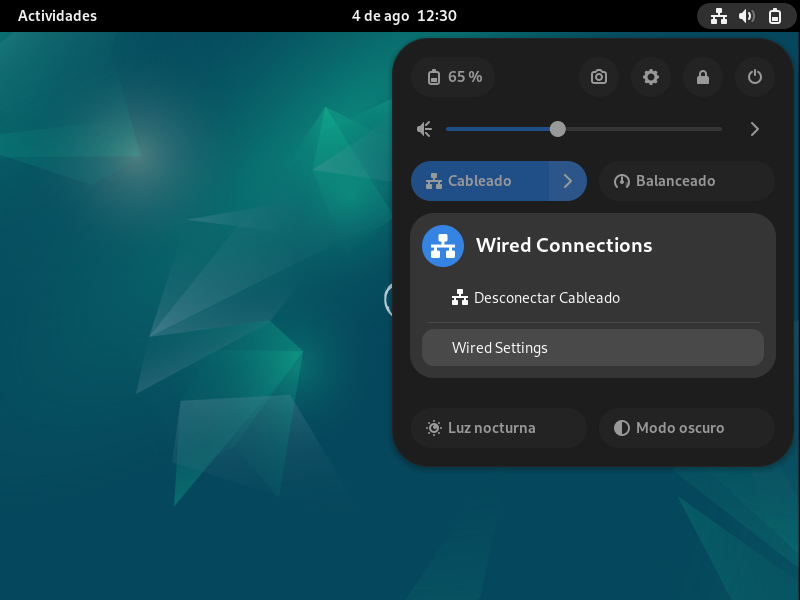 Actividades
4 de ago 12:30
65 %
Cableado
Balanceado
Wired Connections
Desconectar Cableado
Wired Settings
Luz nocturna
Modo oscuro